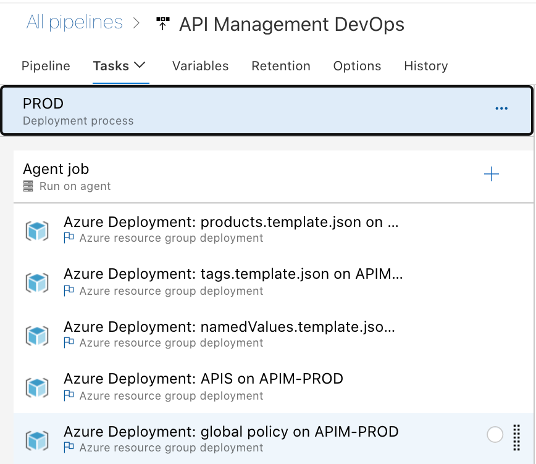 All pipelines > API Management DevOps
Pipeline Tasks Variables Retention Options History
PROD
Deployment process
Agent job
Run on agent
Azure Deployment: products.template.json on ...
Azure resource group deployment
Azure Deployment: tags.template.json on APIM...
Azure resource group deployment
Azure Deployment: namedValues.template.jso...
Azure resource group deployment
Azure Deployment: APIS on APIM-PROD
Azure resource group deployment
Azure Deployment: global policy on APIM-PROD
Azure resource group deployment